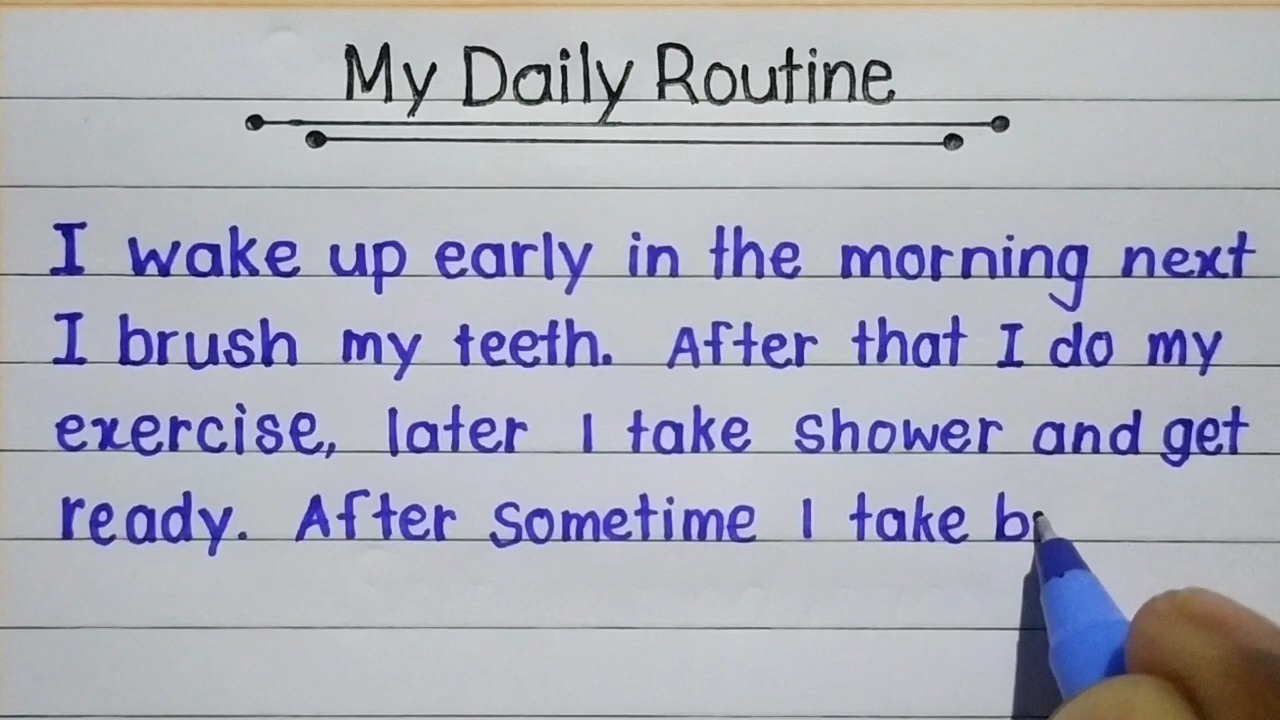 My Daily Routine
I wake up early in the morning next
I brush my teeth. After that I do my
exercise, later I take shower and get
ready. After sometime I take